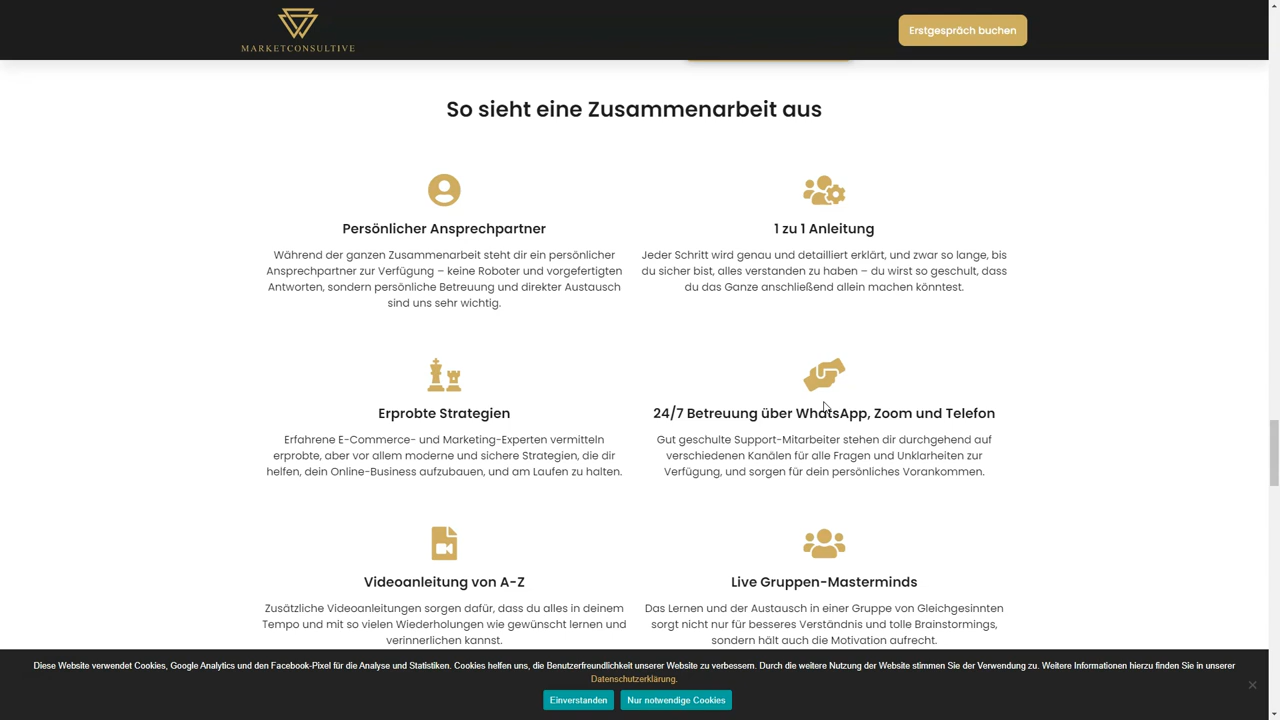 MARKETCONSULTIVE
Erstgespräch buchen
So sieht eine Zusammenarbeit aus
Persönlicher Ansprechpartner
Während der ganzen Zusammenarbeit steht dir ein persönlicher
Ansprechpartner zur Verfügung – keine Roboter und vorgefertigten
Antworten, sondern persönliche Betreuung und direkter Austausch
sind uns sehr wichtig.
1 zu 1 Anleitung
Jeder Schritt wird genau und detailliert erklärt, und zwar so lange, bis
du sicher bist, alles verstanden zu haben – du wirst so geschult, dass
du das Ganze anschließend allein machen könntest.
Erprobte Strategien
Erfahrene E-Commerce- und Marketing-Experten vermitteln
erprobte, aber vor allem moderne und sichere Strategien, die dir
helfen, dein Online-Business aufzubauen, und am Laufen zu halten.
24/7 Betreuung über WhatsApp, Zoom und Telefon
Gut geschulte Support-Mitarbeiter stehen dir durchgehend auf
verschiedenen Kanälen für alle Fragen und Unklarheiten zur
Verfügung, und sorgen für dein persönliches Vorankommen.
Videoanleitung von A-Z
Zusätzliche Videoanleitungen sorgen dafür, dass du alles in deinem
Tempo und mit so vielen Wiederholungen wie gewünscht lernen und
verinnerlichen kannst.
Live Gruppen-Masterminds
Das Lernen und der Austausch in einer Gruppe von Gleichgesinnten
sorgt nicht nur für besseres Verständnis und tolle Brainstormings,
sondern hält auch die Motivation aufrecht.
Diese Website verwendet Cookies, Google Analytics und den Facebook-Pixel für die Analyse und Statistiken. Cookies helfen uns, die Benutzerfreundlichkeit unserer Website zu verbessern. Durch die weitere Nutzung der Website stimmen Sie der Verwendung zu. Weitere Informationen hierzu finden Sie in unserer
Datenschutzerklärung.
Einverstanden
Nur notwendige Cookies